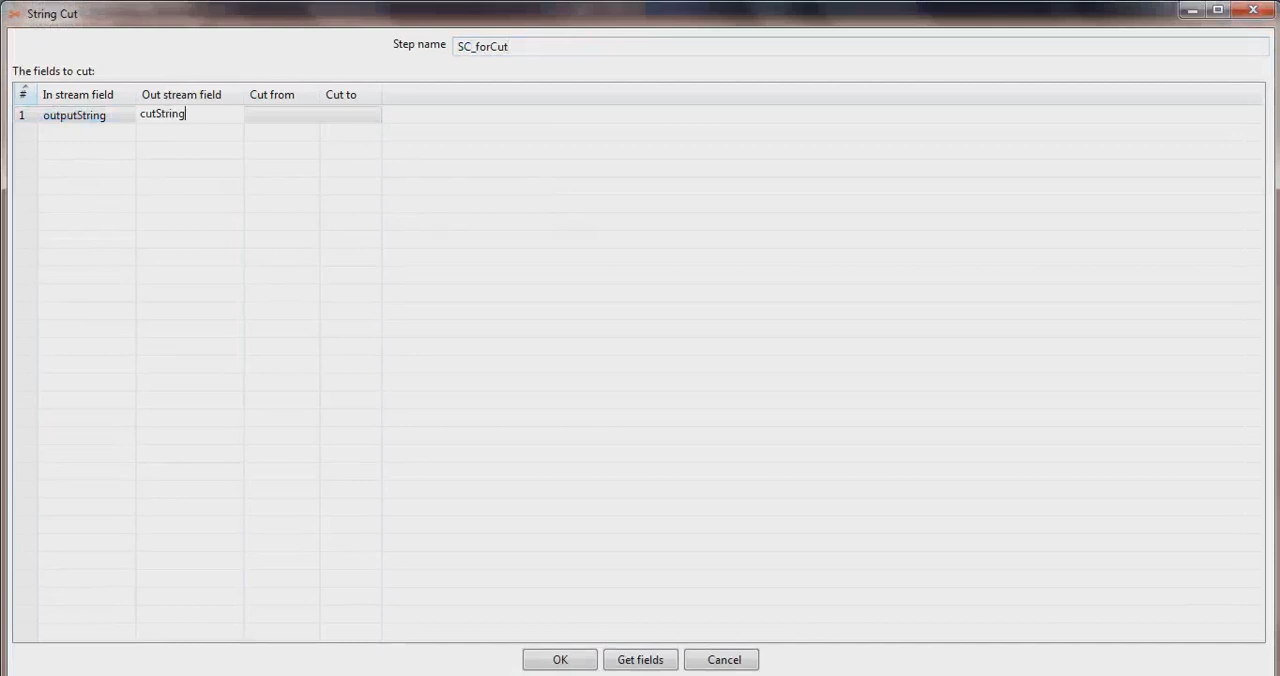 String Cut
Step name SC_forCut
The fields to cut:
# In stream field Out stream field Cut from Cut to
1 outputString cutString
OK Get fields Cancel